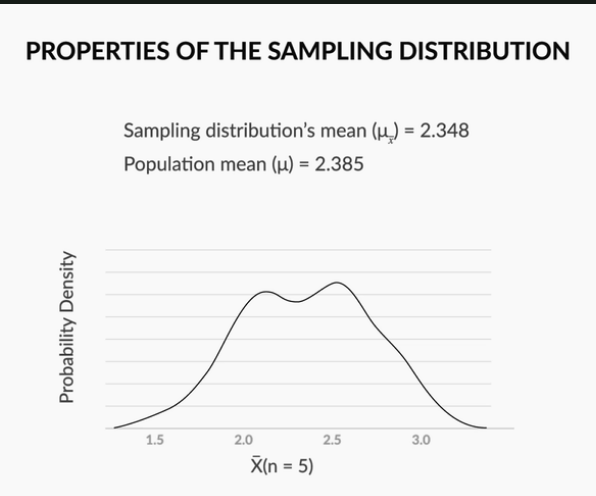 PROPERTIES OF THE SAMPLING DISTRIBUTION
Sampling distribution's mean (μx̄) = 2.348
Population mean (μ) = 2.385
Probability Density
1.5 2.0 2.5 3.0
X̄(n = 5)